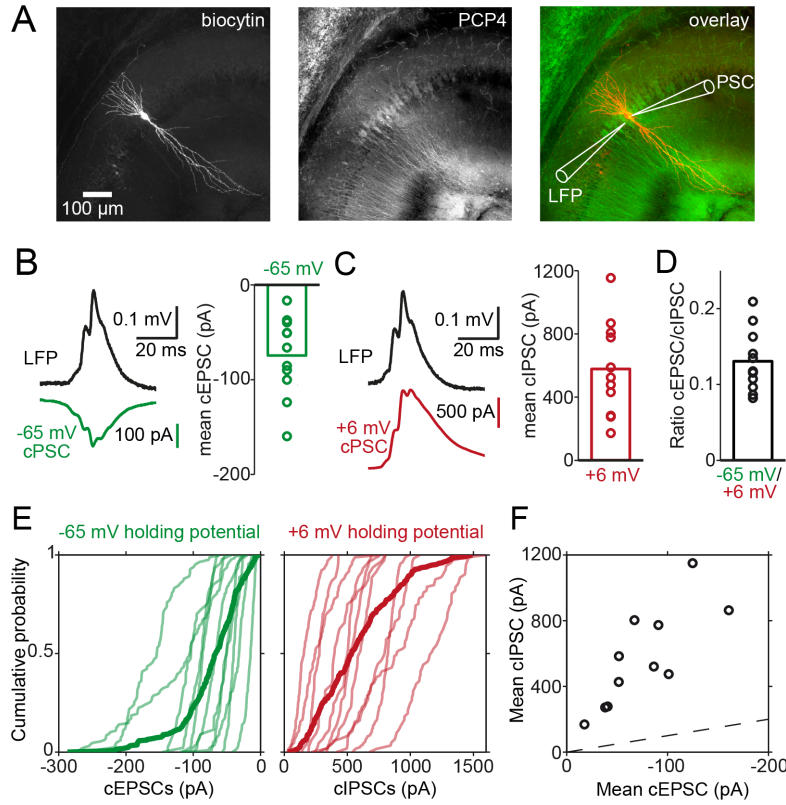 A
biocytin
PCP4
overlay
PSC
LFP
100 µm
B
-65 mV
C
D
LFP
0.1 mV
20 ms
-65 mV
cPSC
100 pA
mean cEPSC (pA)
0
-100
-200
LFP
0.1 mV
20 ms
+6 mV
cPSC
500 pA
mean cIPSC (pA)
1200
800
400
0
+6 mV
Ratio cEPSC/cIPSC
0.2
0.1
0
-65 mV/
+6 mV
E
-65 mV holding potential
+6 mV holding potential
F
Cumulative probability
1
0.5
0
-300 -200 -100 0
cEPSCs (pA)
0 500 1000 1500
cIPSCs (pA)
Mean cIPSC (pA)
1200
800
400
0
0 -100 -200
Mean cEPSC (pA)